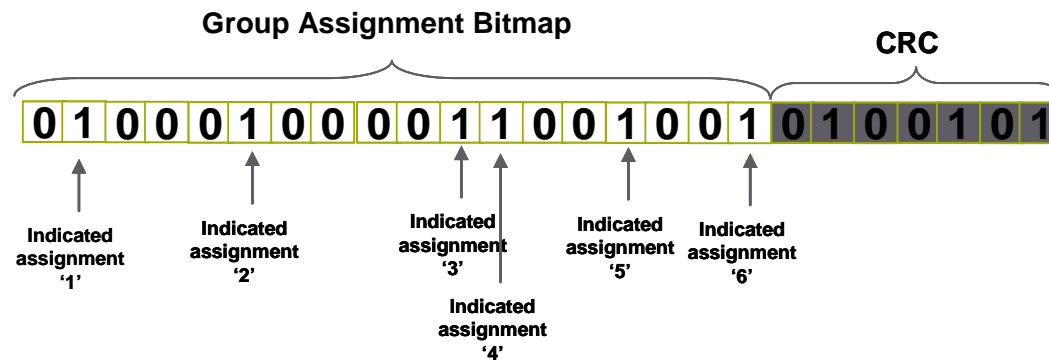 Group Assignment Bitmap
CRC
0 1 0 0 0 1 0 0 0 0 1 1 0 0 1 0 0 1 0 1 0 0 1 0 1
Indicated assignment ‘1’
Indicated assignment ‘2’
Indicated assignment ‘3’
Indicated assignment ‘4’
Indicated assignment ‘5’
Indicated assignment ‘6’